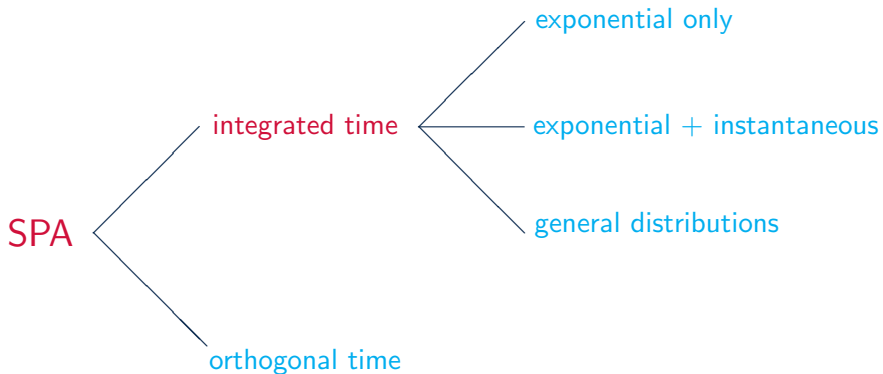 exponential only
integrated time
exponential + instantaneous
general distributions
SPA
orthogonal time